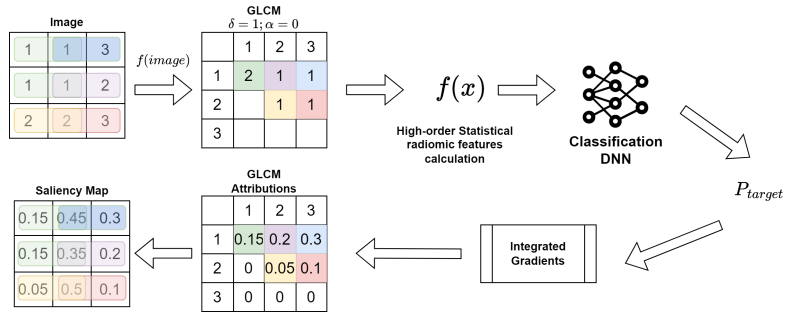 Image
1 1 3
1 1 2
2 2 3
f(image)
GLCM
δ = 1; α = 0
1 2 3
1 2 1 1
2 1 1
3
f(x)
High-order Statistical
radiomic features
calculation
Classification
DNN
P_target
Integrated
Gradients
GLCM
Attributions
1 2 3
1 0.15 0.2 0.3
2 0 0.05 0.1
3 0 0 0
Saliency Map
0.15 0.45 0.3
0.15 0.35 0.2
0.05 0.5 0.1